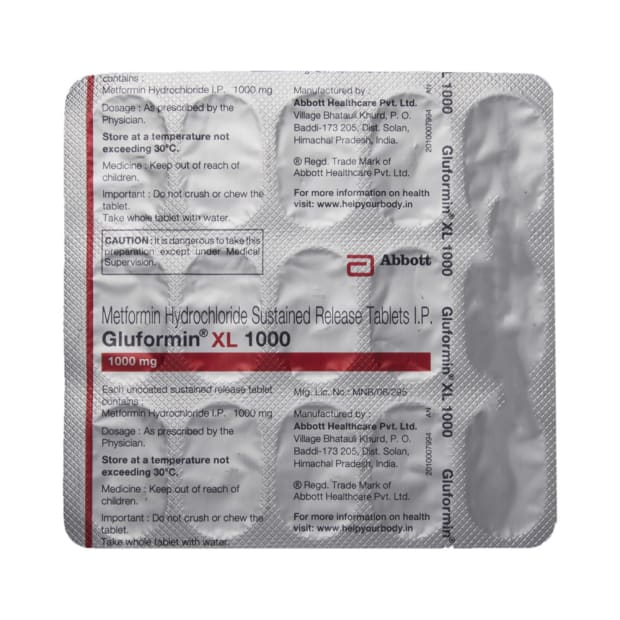 contains :
Metformin Hydrochloride I.P. 1000 mg
Dosage : As prescribed by the
Physician.
Store at a temperature not
exceeding 30°C.
Medicine : Keep out of reach of
children.
Important : Do not crush or chew the
tablet.
Take whole tablet with water.
Manufactured by :
Abbott Healthcare Pvt. Ltd.
Village Bhatauli Khurd, P. O.
Baddi-173 205, Dist. Solan,
Himachal Pradesh, India.
® Regd. Trade Mark of
Abbott Healthcare Pvt. Ltd.
For more information on health
visit: www.helpyourbody.in
2010007994 AN
CAUTION : It is dangerous to take this
preparation except under Medical
Supervision.
Abbott
Metformin Hydrochloride Sustained Release Tablets I.P.
Gluformin® XL 1000
1000 mg
Each uncoated sustained release tablet
contains :
Metformin Hydrochloride I.P. 1000 mg
Dosage : As prescribed by the
Physician.
Store at a temperature not
exceeding 30°C.
Medicine : Keep out of reach of
children.
Important : Do not crush or chew the
tablet.
Take whole tablet with water.
Mfg. Lic. No.: MNB/06/295
Manufactured by :
Abbott Healthcare Pvt. Ltd.
Village Bhatauli Khurd, P. O.
Baddi-173 205, Dist. Solan,
Himachal Pradesh, India.
® Regd. Trade Mark of
Abbott Healthcare Pvt. Ltd.
For more information on health
visit: www.helpyourbody.in
2010007994 AN
L 1000 Gluformin® XL 1000 Gluformin® XL 1000 Gluformin®